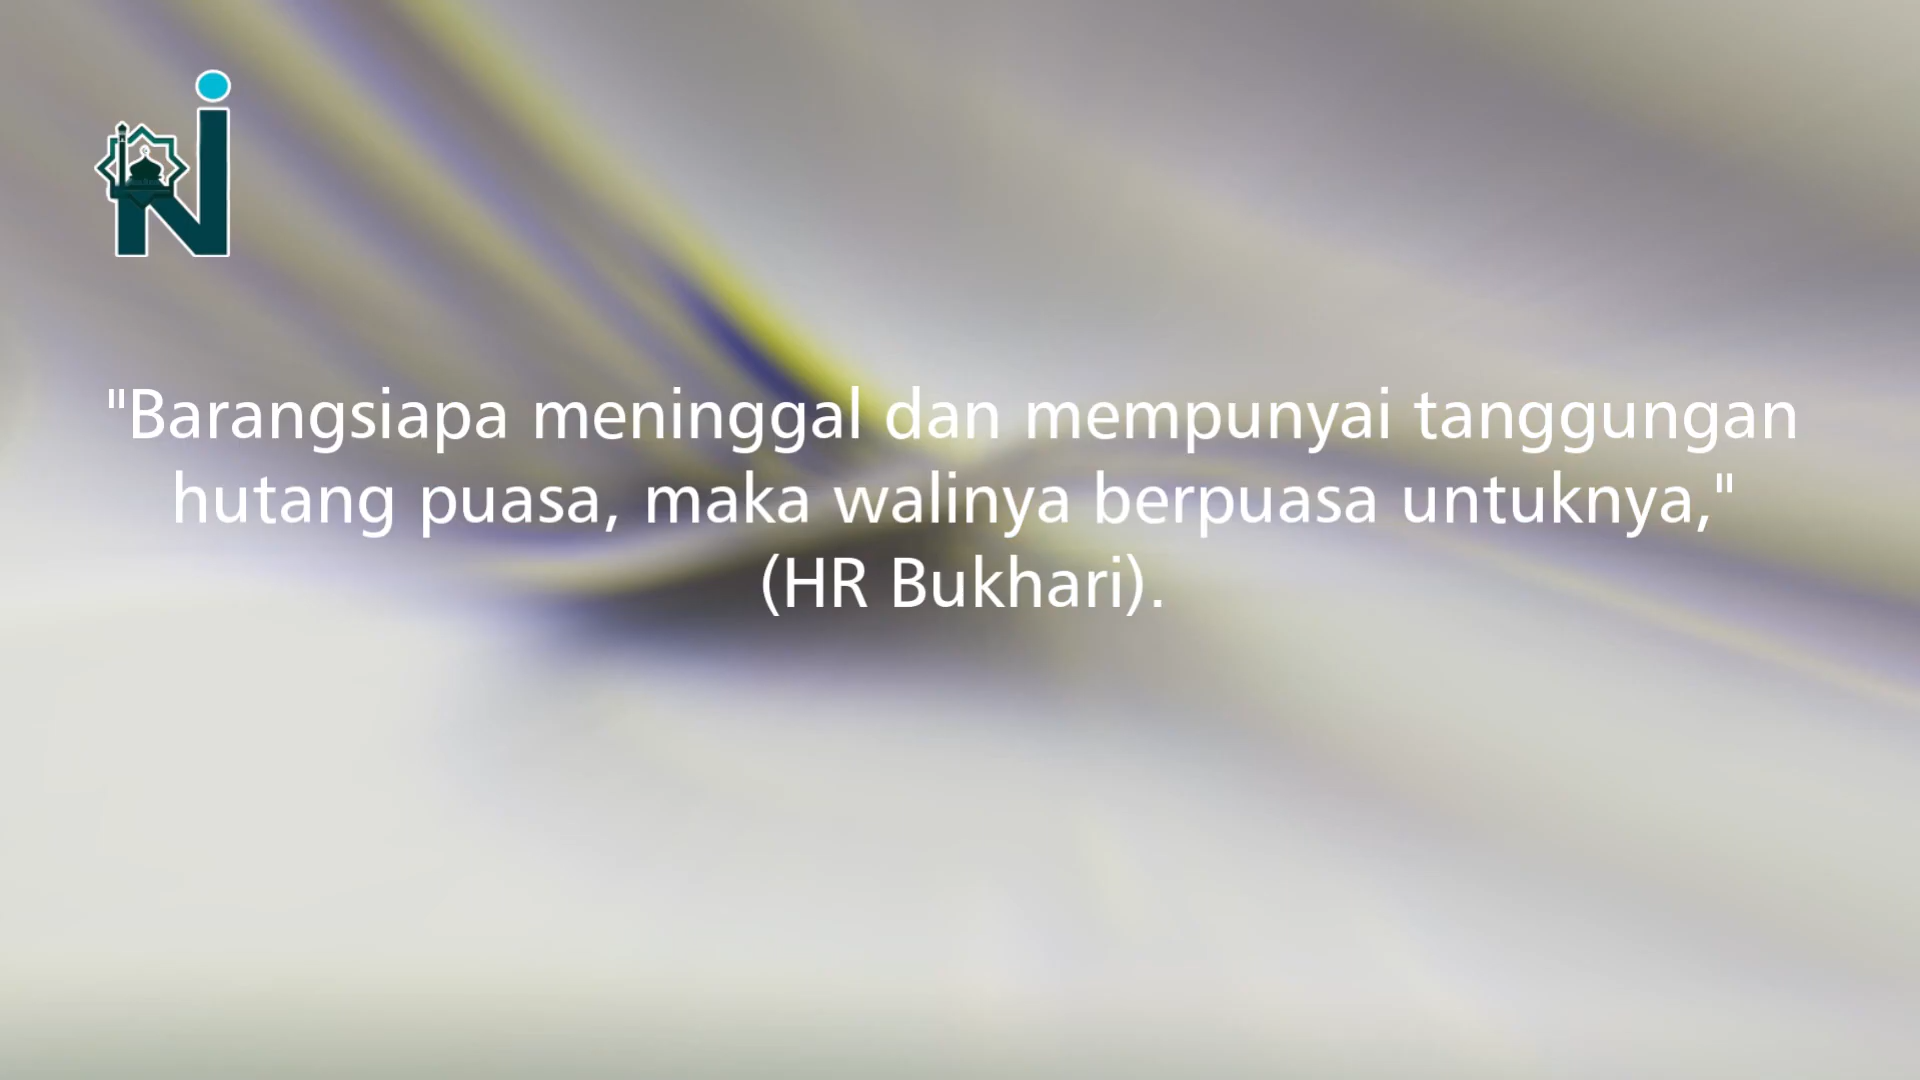 "Barangsiapa meninggal dan mempunyai tanggungan
hutang puasa, maka walinya berpuasa untuknya,"
(HR Bukhari).